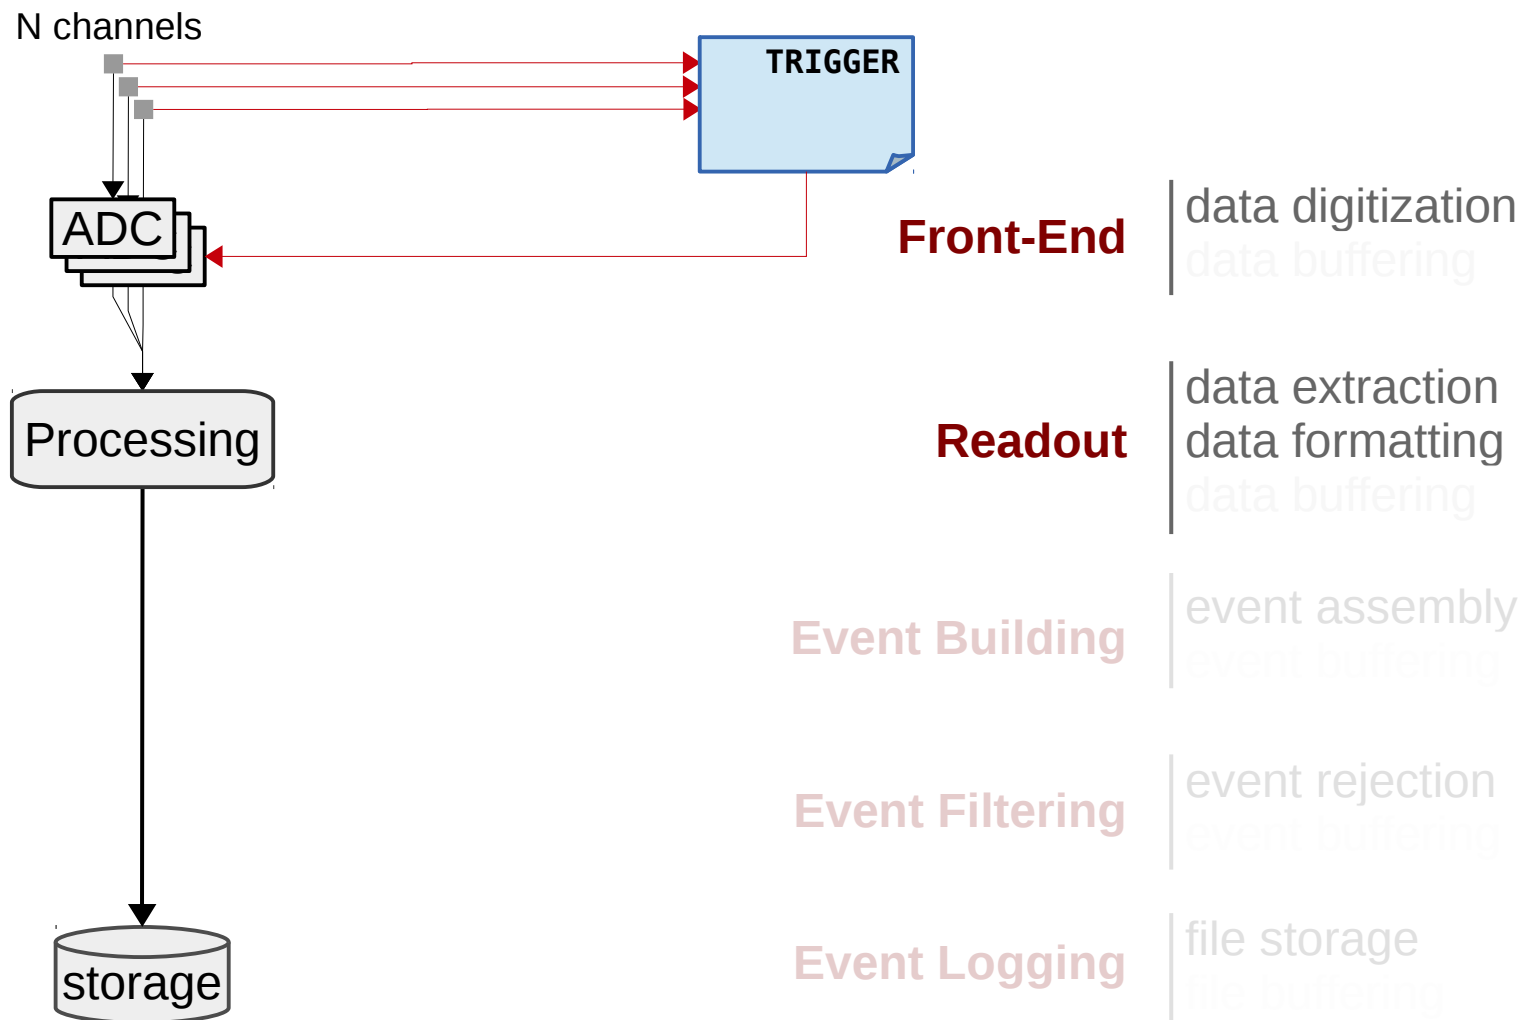 N channels
TRIGGER
ADC
Front-End
data digitization
data buffering
Processing
Readout
data extraction
data formatting
data buffering
Event Building
event assembly
event buffering
Event Filtering
event rejection
event buffering
storage
Event Logging
file storage
file buffering